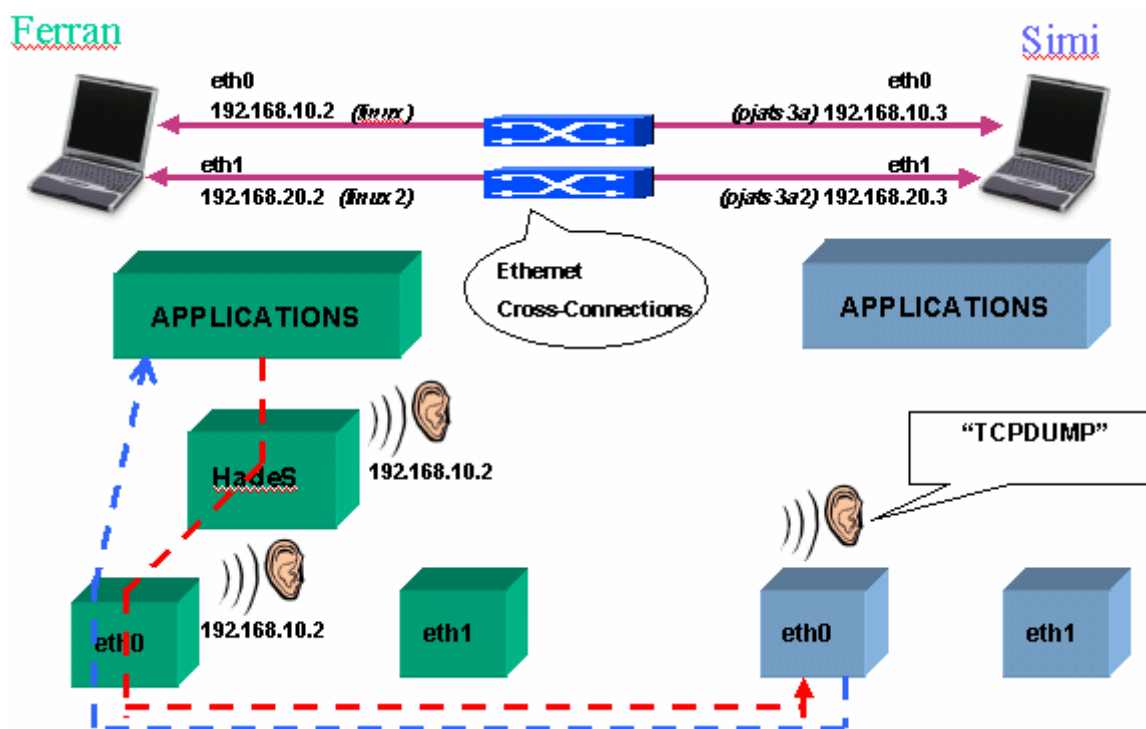 Ferran
Simi
eth0
192.168.10.2 (linux)
eth0
(pjats3a) 192.168.10.3
eth1
192.168.20.2 (linux2)
eth1
(pjats3a2) 192.168.20.3
Ethernet
Cross-Connections
APPLICATIONS
APPLICATIONS
HadeS
192.168.10.2
"TCPDUMP"
eth0
192.168.10.2
eth1
eth0
eth1